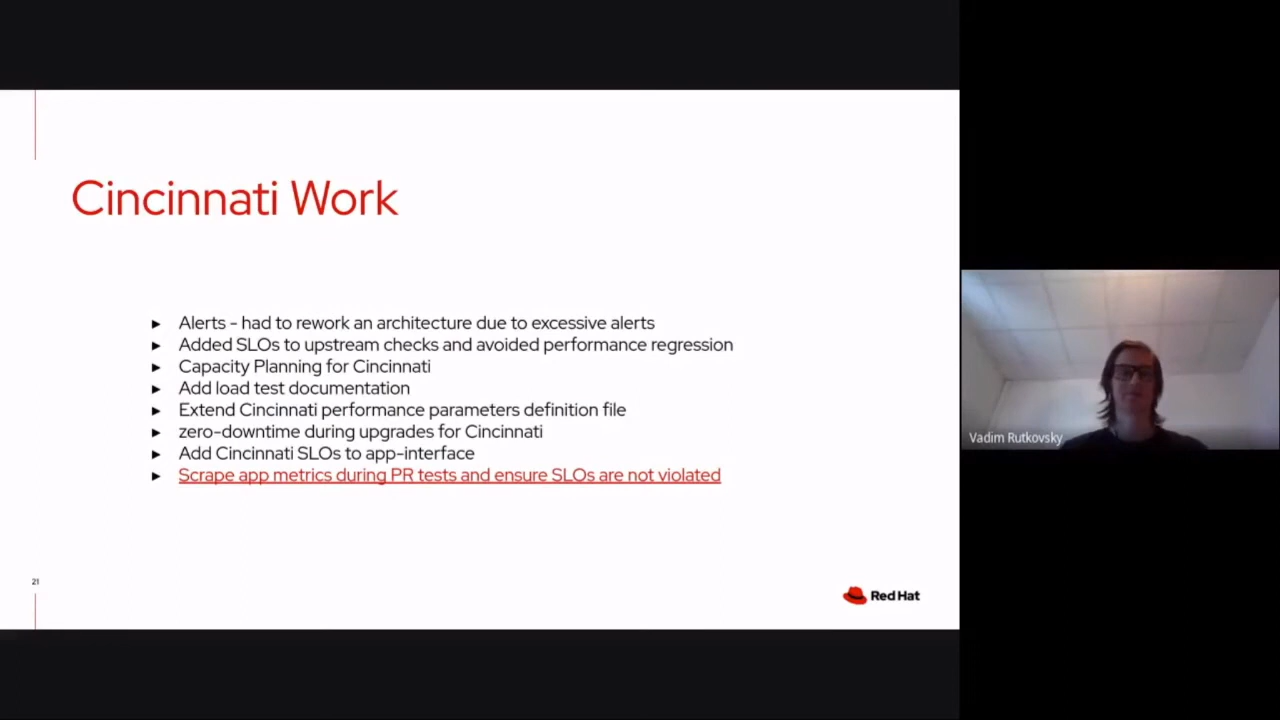 Cincinnati Work
► Alerts - had to rework an architecture due to excessive alerts
► Added SLOs to upstream checks and avoided performance regression
► Capacity Planning for Cincinnati
► Add load test documentation
► Extend Cincinnati performance parameters definition file
► zero-downtime during upgrades for Cincinnati
► Add Cincinnati SLOs to app-interface
► Scrape app metrics during PR tests and ensure SLOs are not violated
21
Red Hat
Vadim Rutkovsky